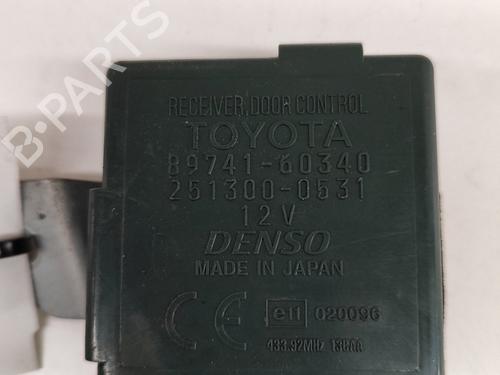 RECEIVER, DOOR CONTROL
TOYOTA
89741-60340
251300-0531
12V
DENSO
MADE IN JAPAN
CE e11 020096
433.92MHz 13BAA
B-PARTS